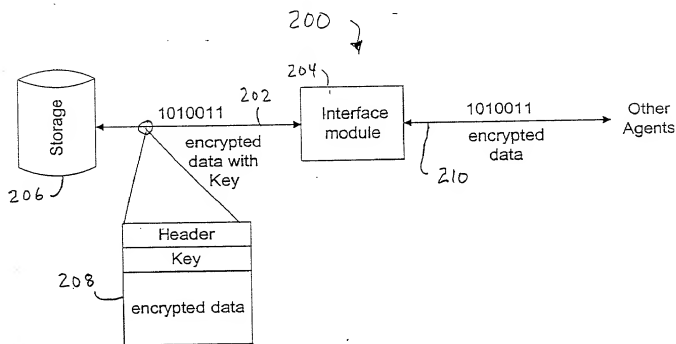 200
204
1010011
202
Storage
Interface
module
1010011
Other
Agents
encrypted
data with
Key
encrypted
data
210
206
Header
Key
208
encrypted data